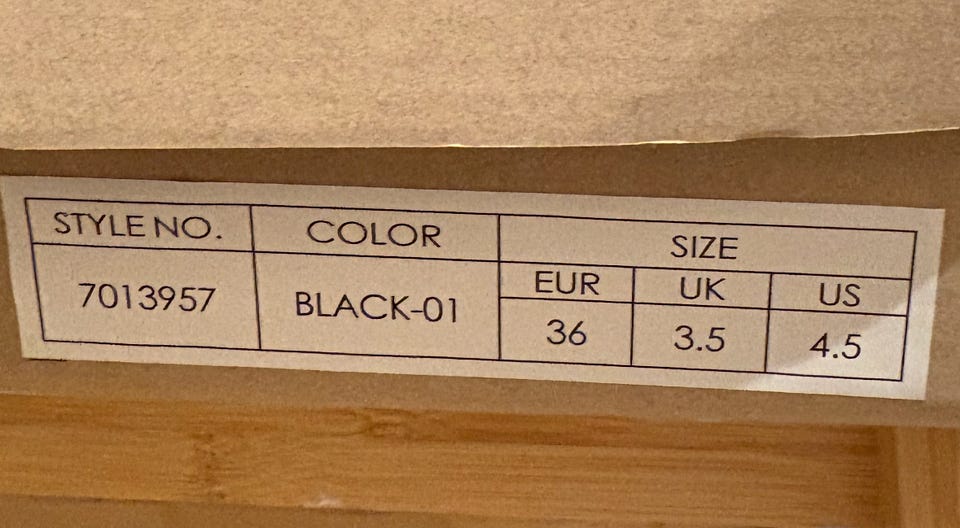 STYLE NO. COLOR SIZE
EUR UK US
7013957 BLACK-01 36 3.5 4.5